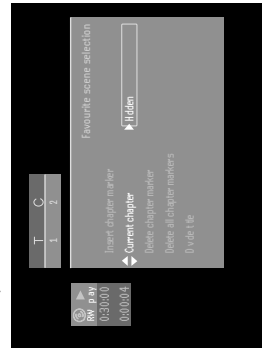 T C
1 2
RW play
0:30:00
0:00:04
Favourite scene selection
Insert chapter marker
Current chapter Hidden
Delete chapter marker
Delete all chapter markers
Divide title